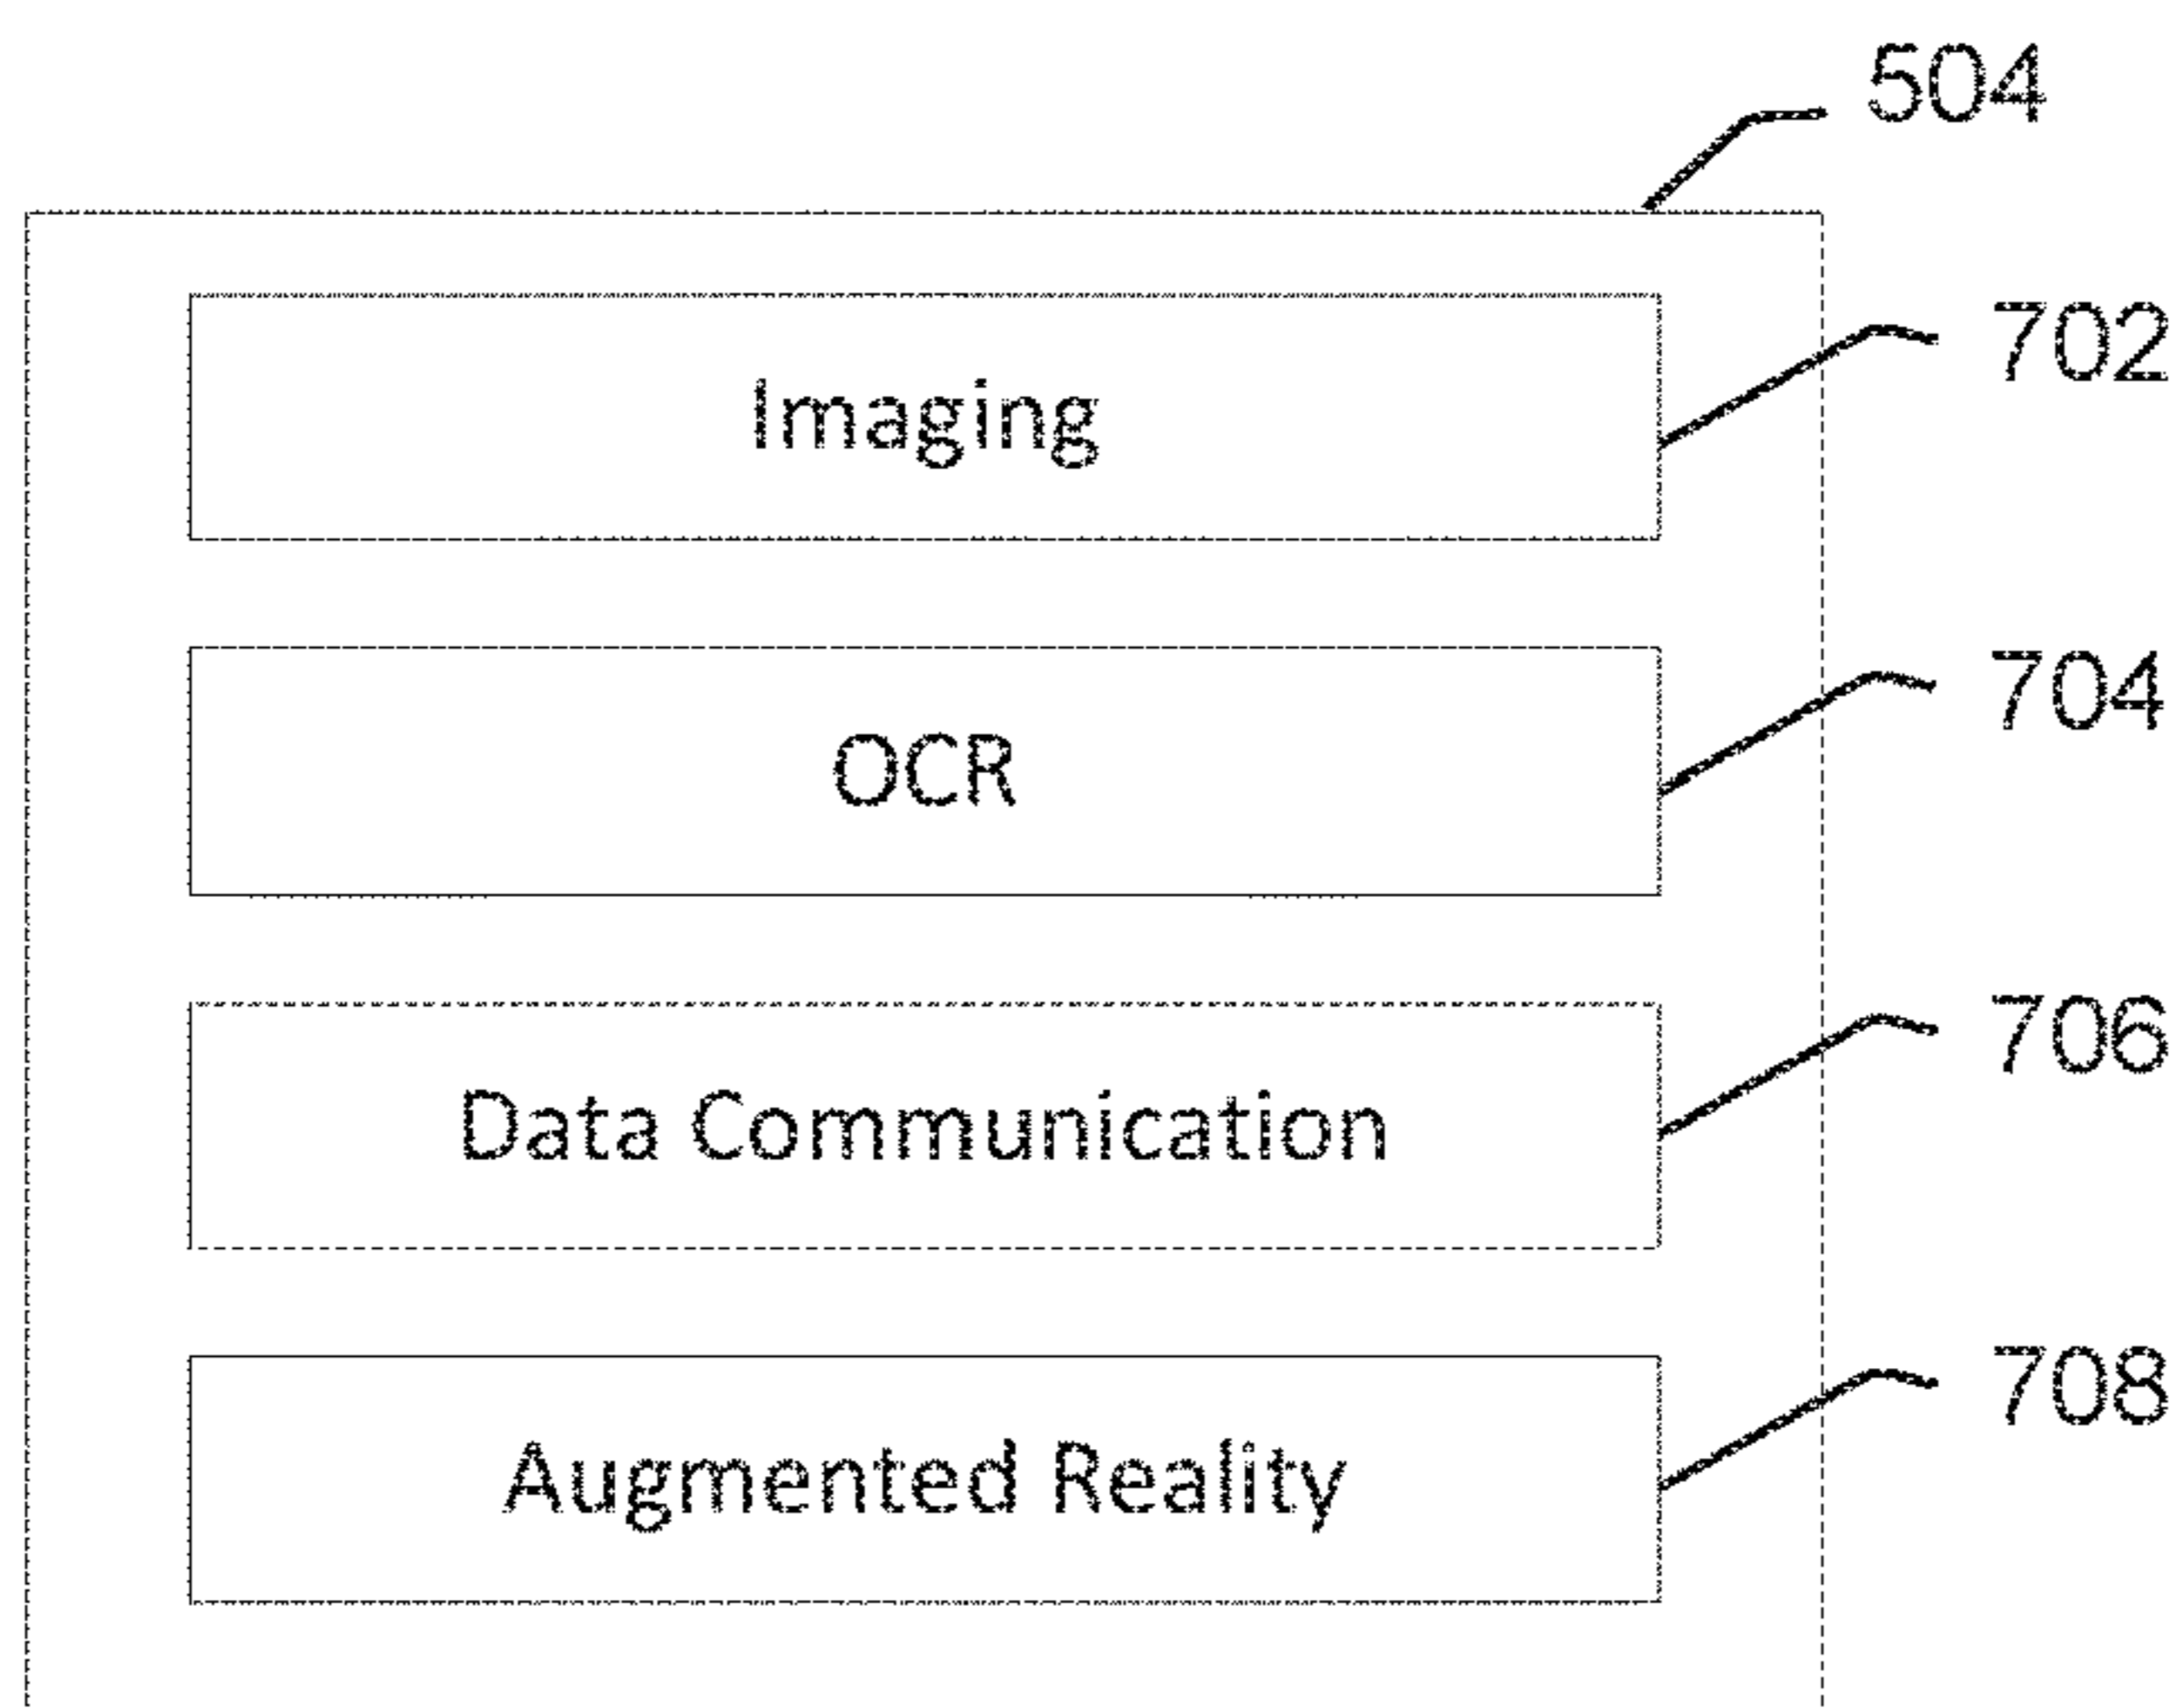 504
Imaging
702
OCR
704
Data Communication
706
Augmented Reality
708